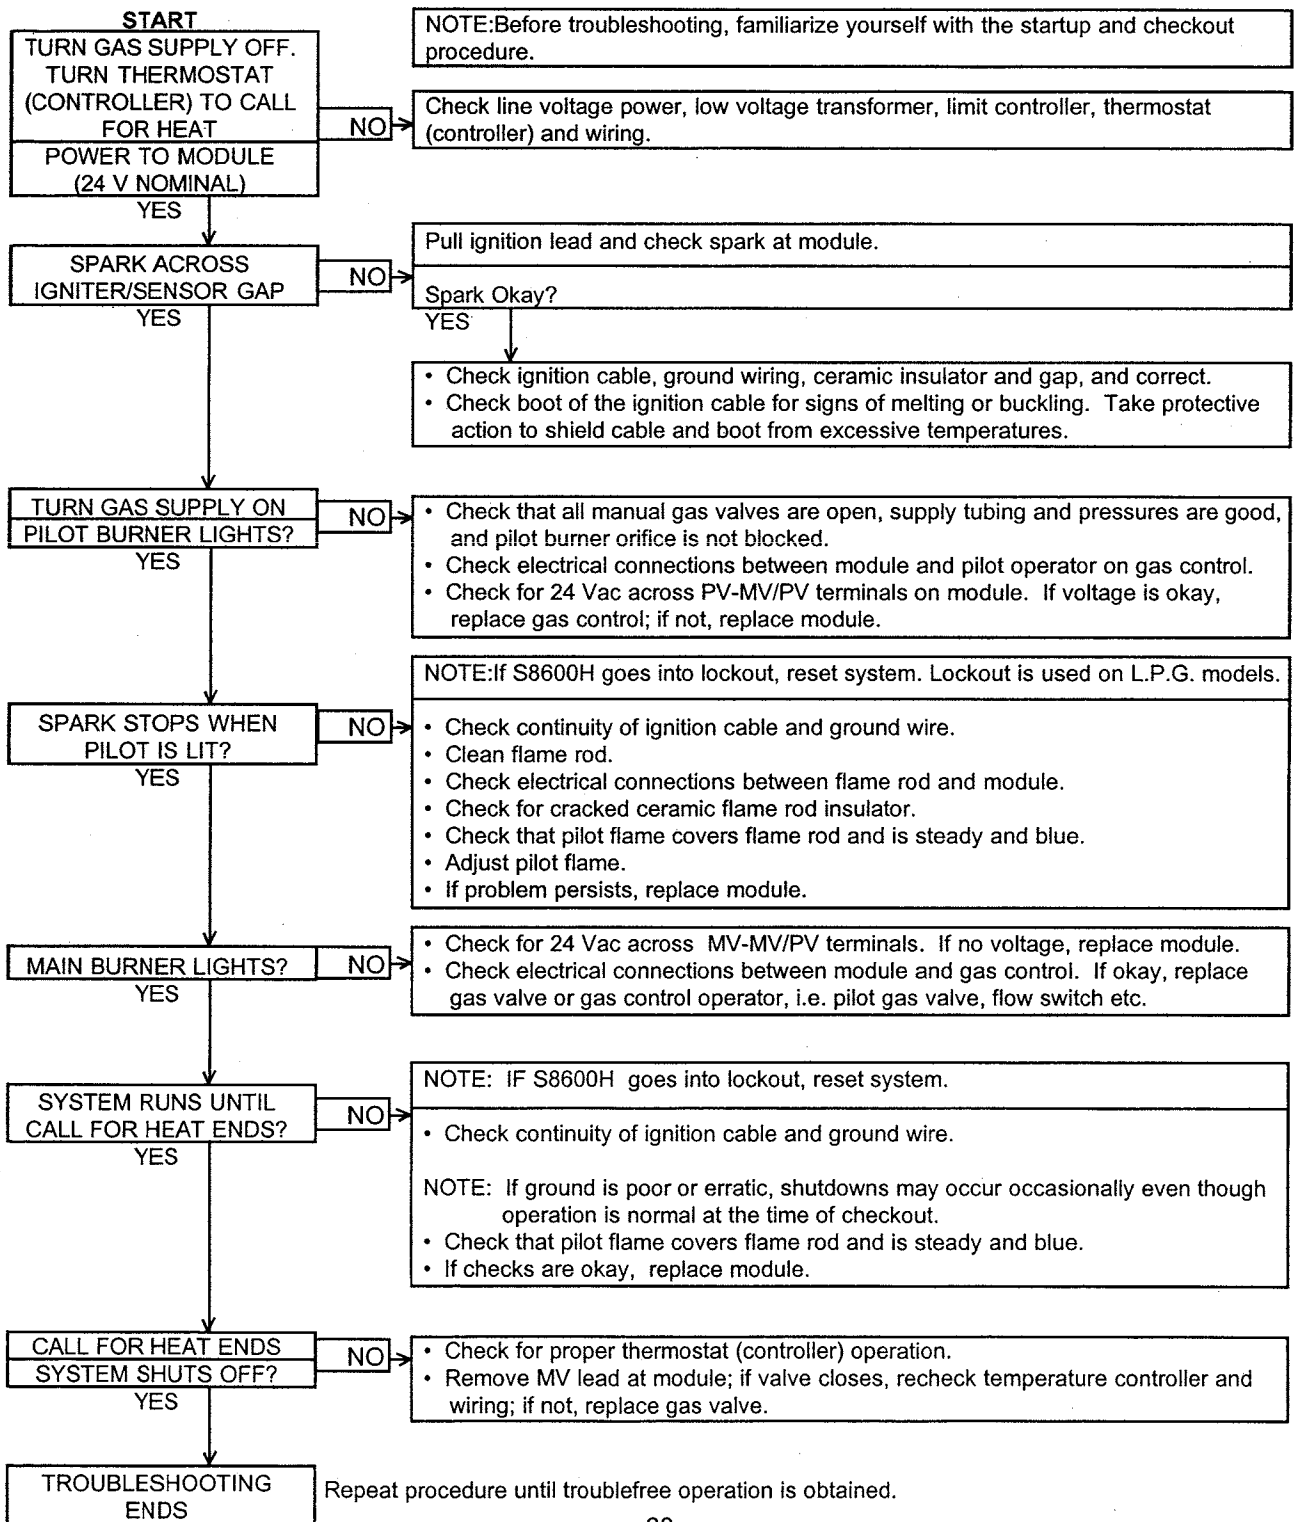 START
TURN GAS SUPPLY OFF.
TURN THERMOSTAT
(CONTROLLER) TO CALL
FOR HEAT
POWER TO MODULE
(24 V NOMINAL)
YES
NO
NOTE:Before troubleshooting, familiarize yourself with the startup and checkout
procedure.
Check line voltage power, low voltage transformer, limit controller, thermostat
(controller) and wiring.
SPARK ACROSS
IGNITER/SENSOR GAP
YES
NO
Pull ignition lead and check spark at module.
Spark Okay?
YES
• Check ignition cable, ground wiring, ceramic insulator and gap, and correct.
• Check boot of the ignition cable for signs of melting or buckling. Take protective
action to shield cable and boot from excessive temperatures.
TURN GAS SUPPLY ON
PILOT BURNER LIGHTS?
YES
NO
• Check that all manual gas valves are open, supply tubing and pressures are good,
and pilot burner orifice is not blocked.
• Check electrical connections between module and pilot operator on gas control.
• Check for 24 Vac across PV-MV/PV terminals on module. If voltage is okay,
replace gas control; if not, replace module.
SPARK STOPS WHEN
PILOT IS LIT?
YES
NO
NOTE:If S8600H goes into lockout, reset system. Lockout is used on L.P.G. models.
• Check continuity of ignition cable and ground wire.
• Clean flame rod.
• Check electrical connections between flame rod and module.
• Check for cracked ceramic flame rod insulator.
• Check that pilot flame covers flame rod and is steady and blue.
• Adjust pilot flame.
• If problem persists, replace module.
MAIN BURNER LIGHTS?
YES
NO
• Check for 24 Vac across MV-MV/PV terminals. If no voltage, replace module.
• Check electrical connections between module and gas control. If okay, replace
gas valve or gas control operator, i.e. pilot gas valve, flow switch etc.
SYSTEM RUNS UNTIL
CALL FOR HEAT ENDS?
YES
NO
NOTE: IF S8600H goes into lockout, reset system.
• Check continuity of ignition cable and ground wire.
NOTE: If ground is poor or erratic, shutdowns may occur occasionally even though
operation is normal at the time of checkout.
• Check that pilot flame covers flame rod and is steady and blue.
• If checks are okay, replace module.
CALL FOR HEAT ENDS
SYSTEM SHUTS OFF?
YES
NO
• Check for proper thermostat (controller) operation.
• Remove MV lead at module; if valve closes, recheck temperature controller and
wiring; if not, replace gas valve.
TROUBLESHOOTING
ENDS
Repeat procedure until troublefree operation is obtained.